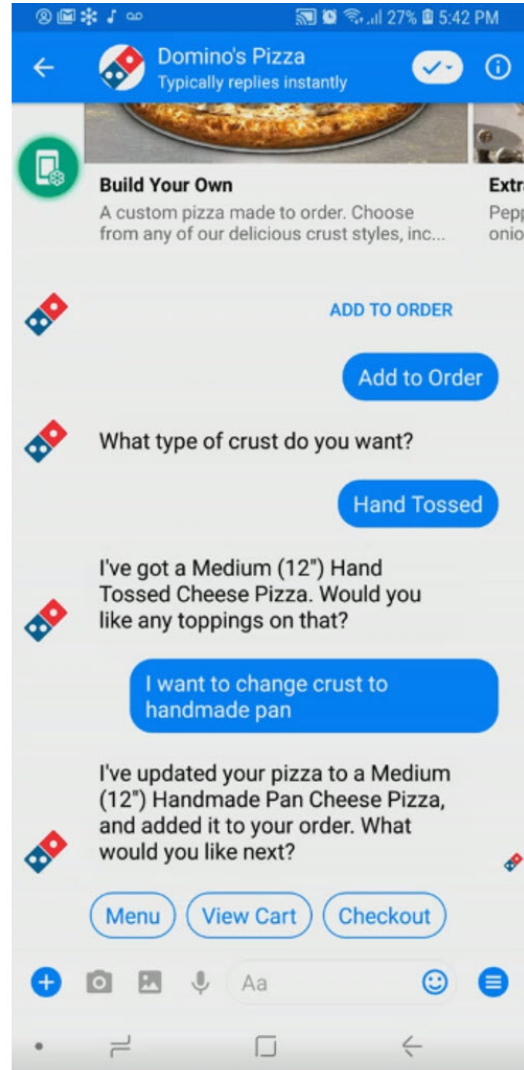 27% 5:42 PM
Domino's Pizza
Typically replies instantly
Build Your Own
A custom pizza made to order. Choose
from any of our delicious crust styles, inc...
Extr
Pepp
onio
ADD TO ORDER
Add to Order
What type of crust do you want?
Hand Tossed
I've got a Medium (12") Hand
Tossed Cheese Pizza. Would you
like any toppings on that?
I want to change crust to
handmade pan
I've updated your pizza to a Medium
(12") Handmade Pan Cheese Pizza,
and added it to your order. What
would you like next?
Menu
View Cart
Checkout
Aa